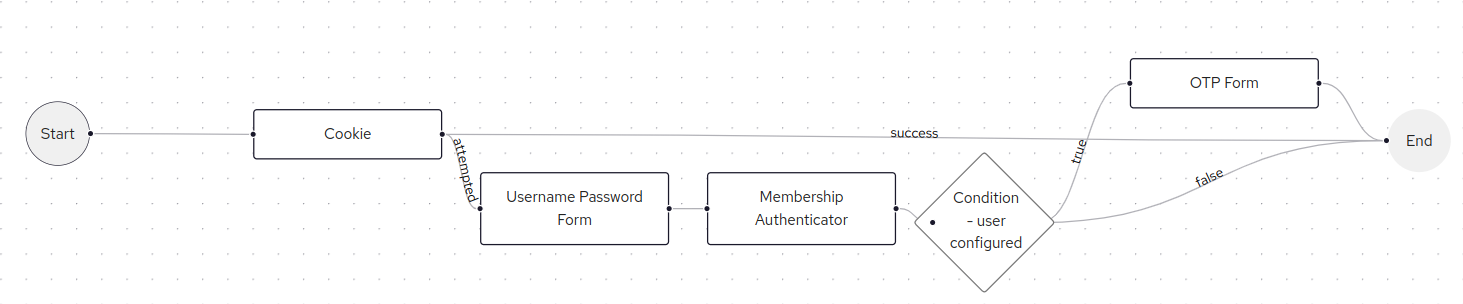 Start
Cookie
attempted
success
Username Password
Form
Membership
Authenticator
Condition
- user
configured
true
false
OTP Form
End